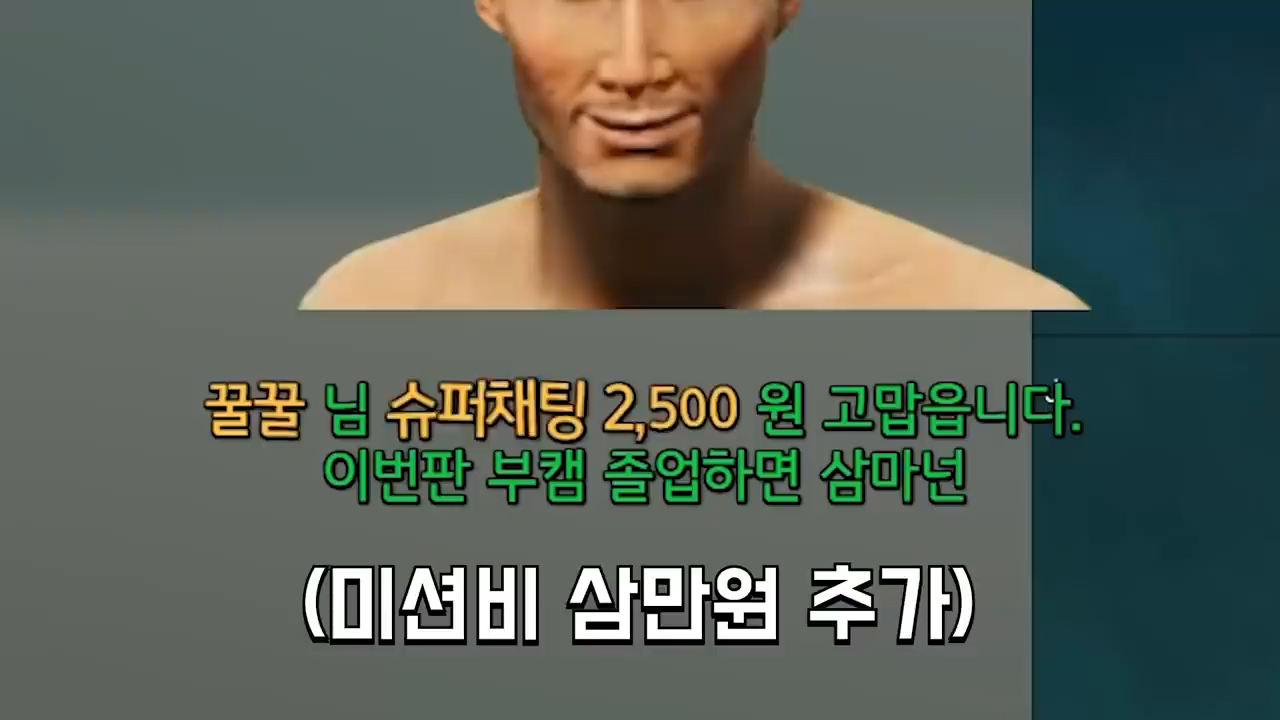 꿀꿀 님 슈퍼채팅 2,500 원 고맙읍니다.
이번판 부캠 졸업하면 삼마넌
(미션비 삼만원 추가)